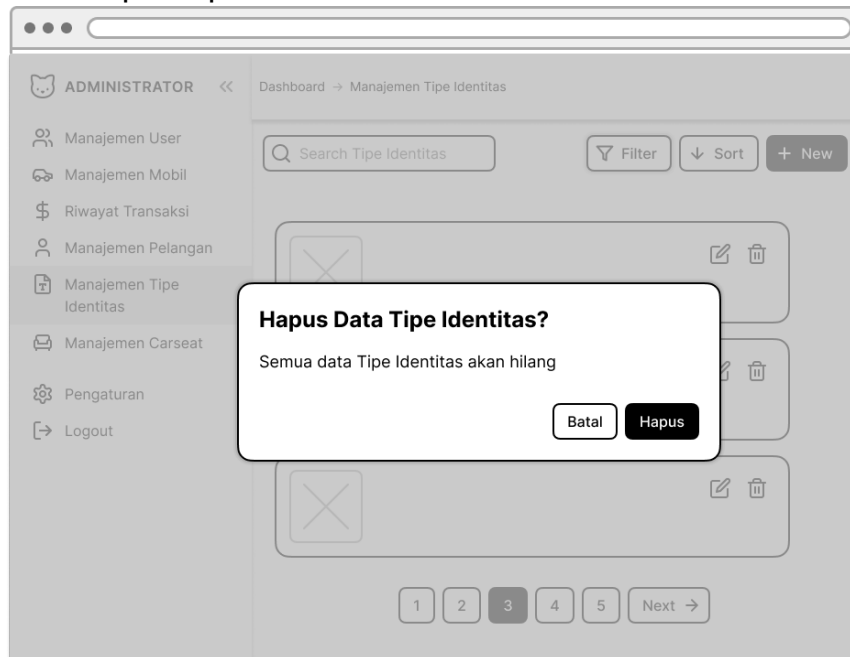 ADMINISTRATOR
Dashboard → Manajemen Tipe Identitas
Manajemen User
Manajemen Mobil
Riwayat Transaksi
Manajemen Pelangan
Manajemen Tipe
Identitas
Manajemen Carseat
Pengaturan
Logout
Search Tipe Identitas
Filter
Sort
+ New
Hapus Data Tipe Identitas?
Semua data Tipe Identitas akan hilang
Batal
Hapus
1 2 3 4 5 Next →